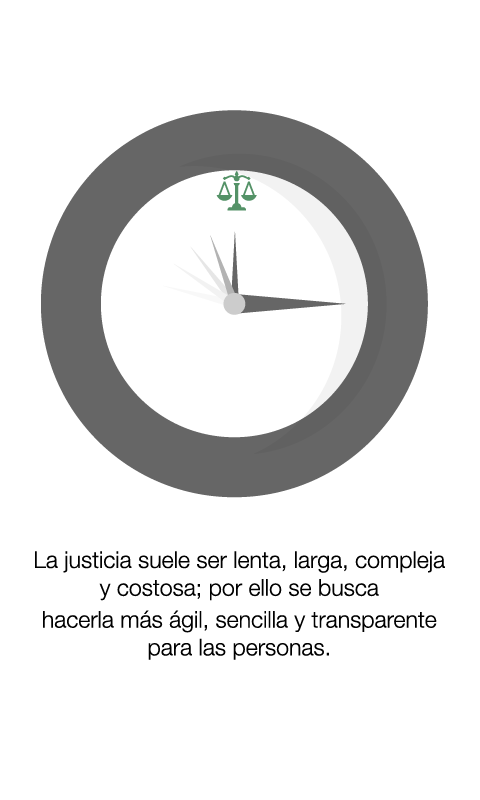 La justicia suele ser lenta, larga, compleja
y costosa; por ello se busca
hacerla más ágil, sencilla y transparente
para las personas.